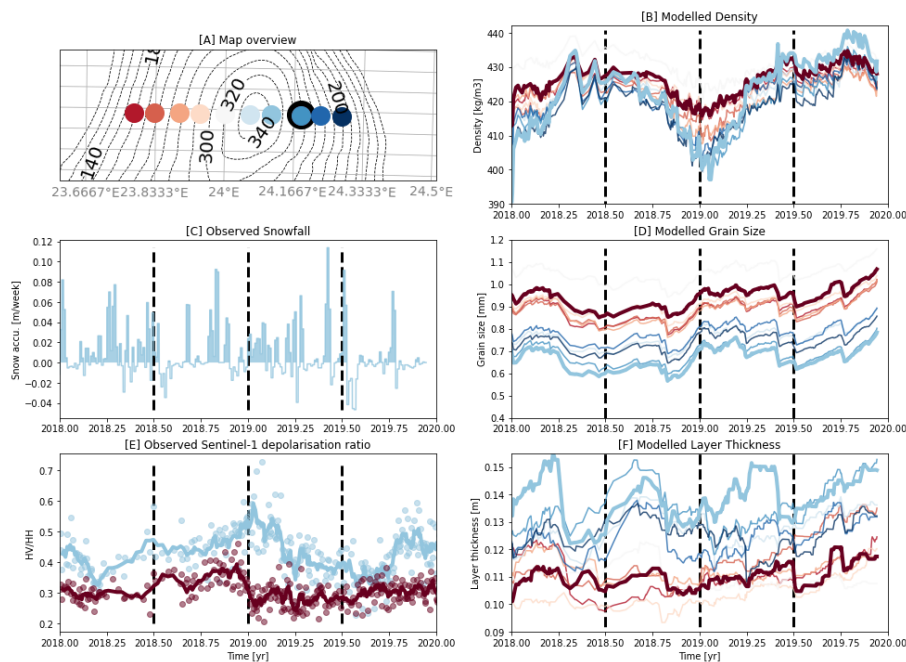 [A] Map overview
18
320
340
300
200
140
23.6667°E
23.8333°E
24°E
24.1667°E
24.3333°E
24.5°E
[B] Modelled Density
Density [kg/m3]
440
430
420
410
400
390
2018.00 2018.25 2018.50 2018.75 2019.00 2019.25 2019.50 2019.75 2020.00
[C] Observed Snowfall
Snow accu. [m/week]
0.12
0.10
0.08
0.06
0.04
0.02
0.00
−0.02
−0.04
2018.00 2018.25 2018.50 2018.75 2019.00 2019.25 2019.50 2019.75 2020.00
[D] Modelled Grain Size
Grain size [mm]
1.2
1.1
1.0
0.9
0.8
0.7
0.6
0.5
0.4
2018.00 2018.25 2018.50 2018.75 2019.00 2019.25 2019.50 2019.75 2020.00
[E] Observed Sentinel-1 depolarisation ratio
HV/HH
0.7
0.6
0.5
0.4
0.3
0.2
2018.00 2018.25 2018.50 2018.75 2019.00 2019.25 2019.50 2019.75 2020.00
Time [yr]
[F] Modelled Layer Thickness
Layer thickness [m]
0.15
0.14
0.13
0.12
0.11
0.10
0.09
2018.00 2018.25 2018.50 2018.75 2019.00 2019.25 2019.50 2019.75 2020.00
Time [yr]